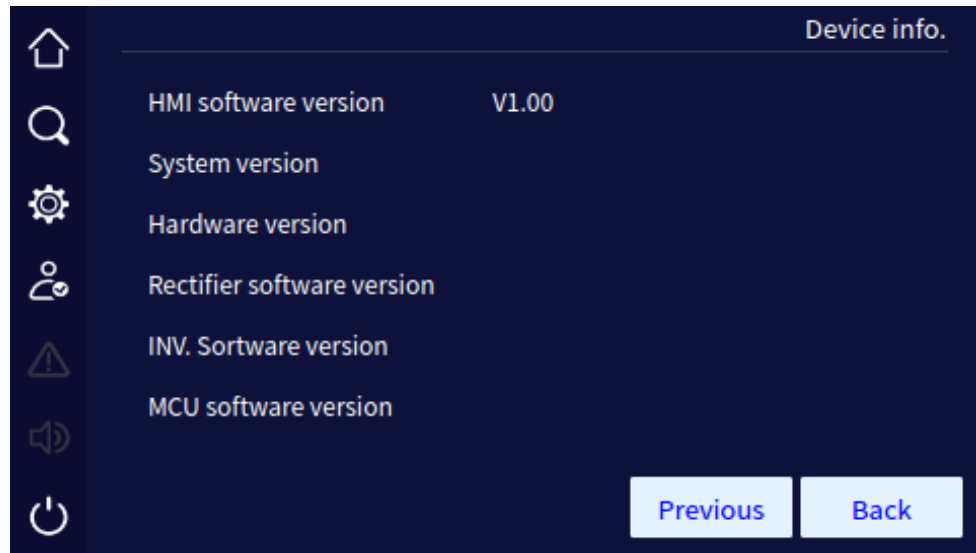 Device info.
HMI software version V1.00
System version
Hardware version
Rectifier software version
INV. Sortware version
MCU software version
Previous Back